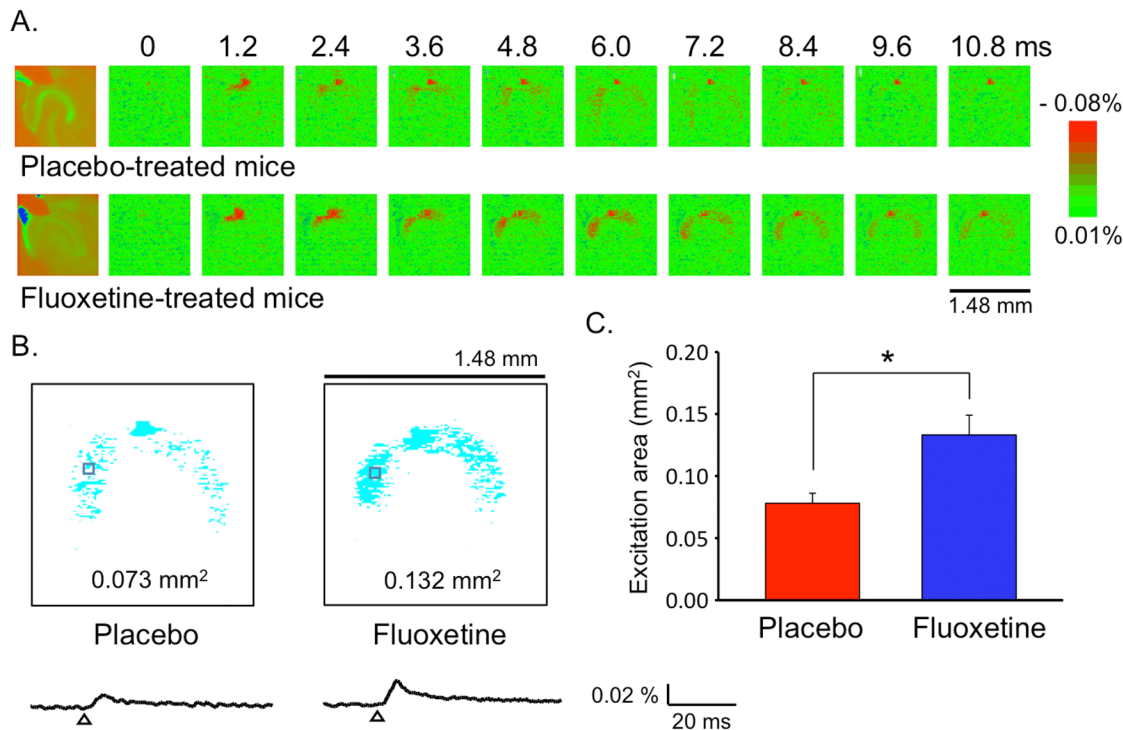 A.
0 1.2 2.4 3.6 4.8 6.0 7.2 8.4 9.6 10.8 ms
- 0.08%
Placebo-treated mice
0.01%
Fluoxetine-treated mice
1.48 mm
B.
1.48 mm
0.073 mm²
0.132 mm²
Placebo
Fluoxetine
0.02 %
20 ms
C.
*
Excitation area (mm²)
0.20
0.15
0.10
0.05
0.00
Placebo
Fluoxetine